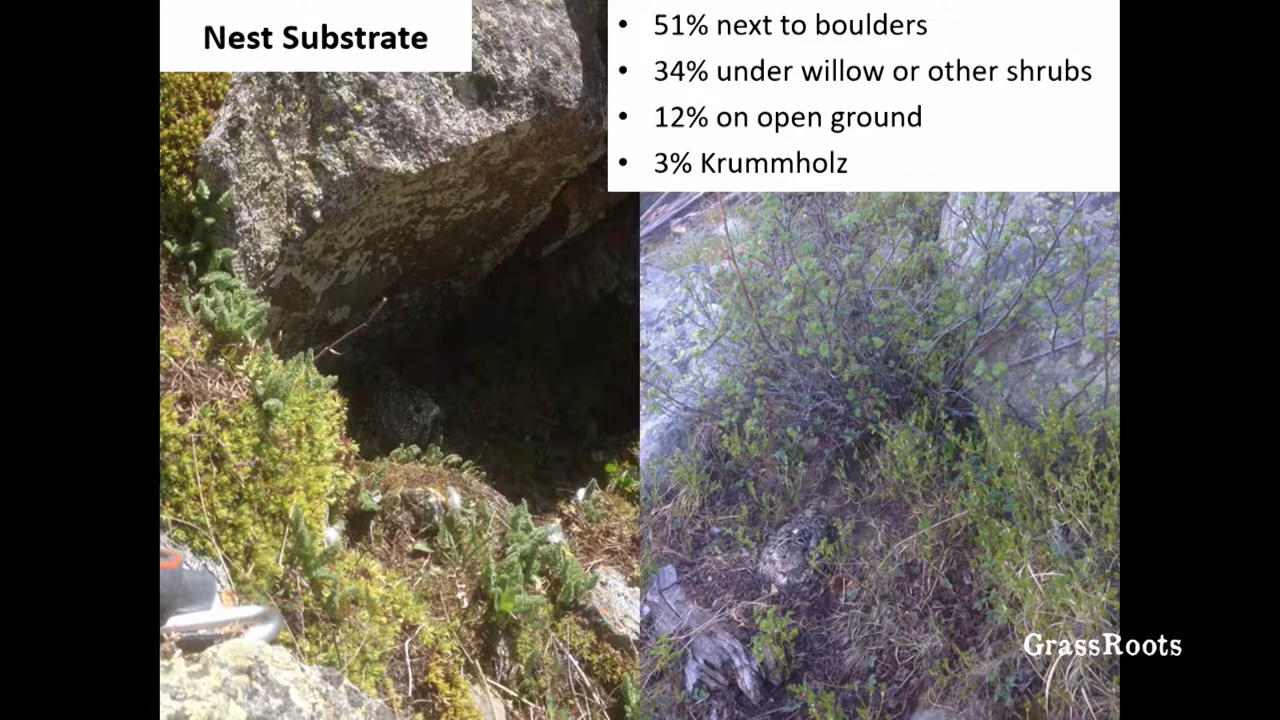 Nest Substrate
• 51% next to boulders
• 34% under willow or other shrubs
• 12% on open ground
• 3% Krummholz
GrassRoots